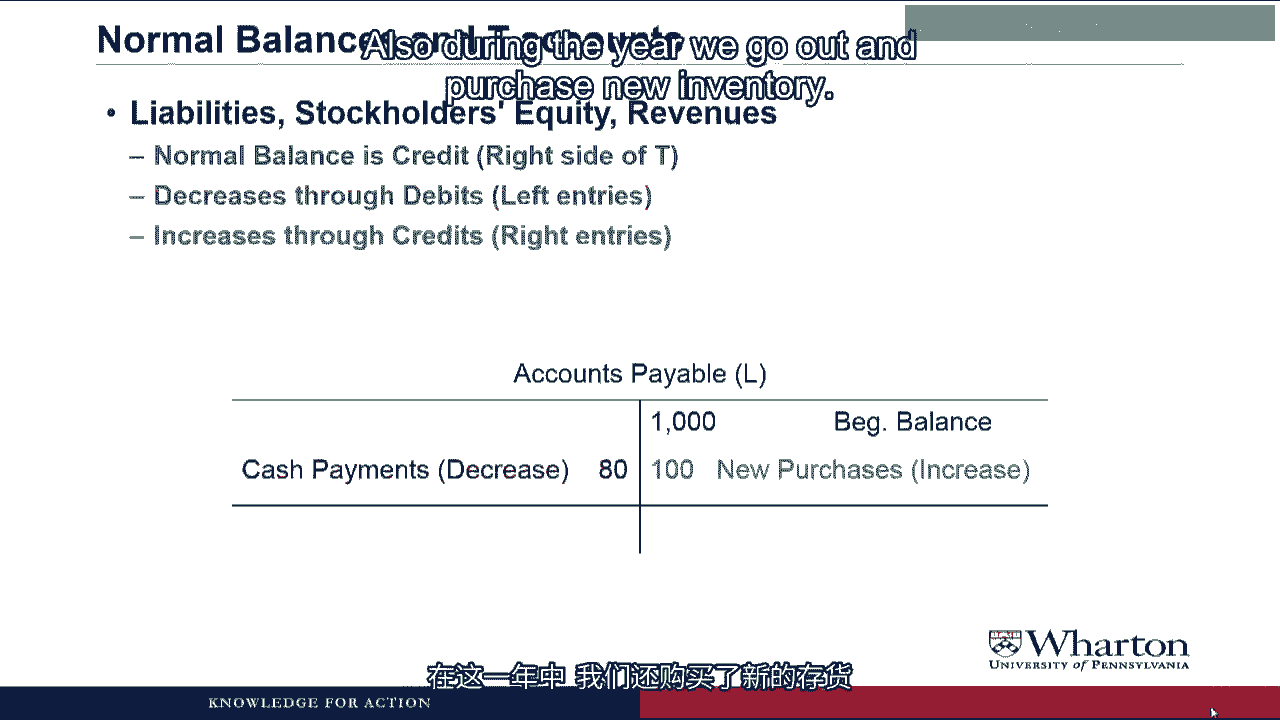 Normal Balances and T-accounts
Also during the year we go out and
purchase new inventory.
• Liabilities, Stockholders' Equity, Revenues
– Normal Balance is Credit (Right side of T)
– Decreases through Debits (Left entries)
– Increases through Credits (Right entries)
Accounts Payable (L)
1,000 Beg. Balance
Cash Payments (Decrease) 80 100 New Purchases (Increase)
Wharton
UNIVERSITY of PENNSYLVANIA
在这一年中 我们还购买了新的存货
KNOWLEDGE FOR ACTION